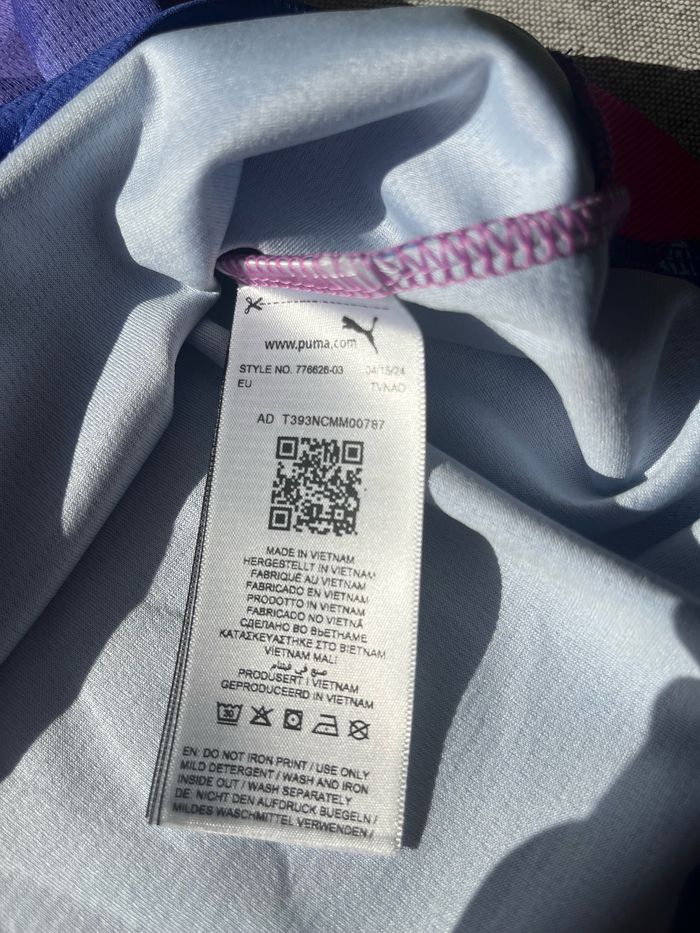 www.puma.com
STYLE NO. 776626-03 04/15/24
EU TVNAO
AD T393NCMM00787
MADE IN VIETNAM
HERGESTELLT IN VIETNAM
FABRIQUÉ AU VIETNAM
FABRICADO EN VIETNAM
PRODOTTO IN VIETNAM
FABRICADO NO VIETNÃ
СДЕЛАНО ВО ВЬЕТНАМЕ
ΚΑΤΑΣΚΕΥΑΣΤΗΚΕ ΣΤΟ ΒΙΕΤΝΑΜ
VIETNAM MALI
صنع في فيتنام
PRODUSERT I VIETNAM
GEPRODUCEERD IN VIETNAM
30
EN: DO NOT IRON PRINT / USE ONLY
MILD DETERGENT / WASH AND IRON
INSIDE OUT / WASH SEPARATELY
DE: NICHT DEN AUFDRUCK BUEGELN /
MILDES WASCHMITTEL VERWENDEN /